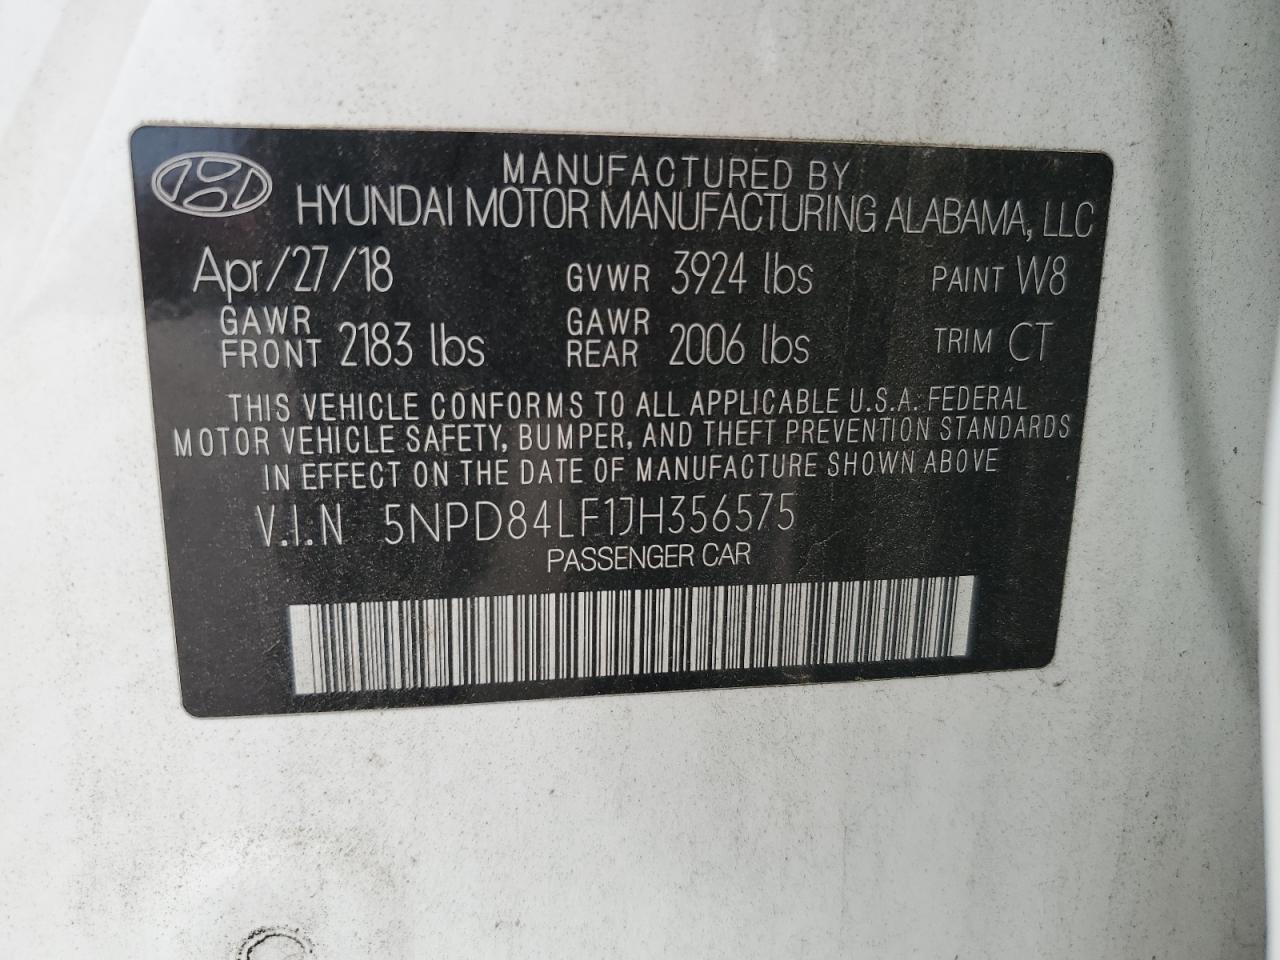 MANUFACTURED BY
HYUNDAI MOTOR MANUFACTURING ALABAMA, LLC
Apr/27/18 GVWR 3924 lbs PAINT W8
GAWR FRONT 2183 lbs GAWR REAR 2006 lbs TRIM CT
THIS VEHICLE CONFORMS TO ALL APPLICABLE U.S.A. FEDERAL
MOTOR VEHICLE SAFETY, BUMPER, AND THEFT PREVENTION STANDARDS
IN EFFECT ON THE DATE OF MANUFACTURE SHOWN ABOVE
V.I.N 5NPD84LF1JH356575
PASSENGER CAR